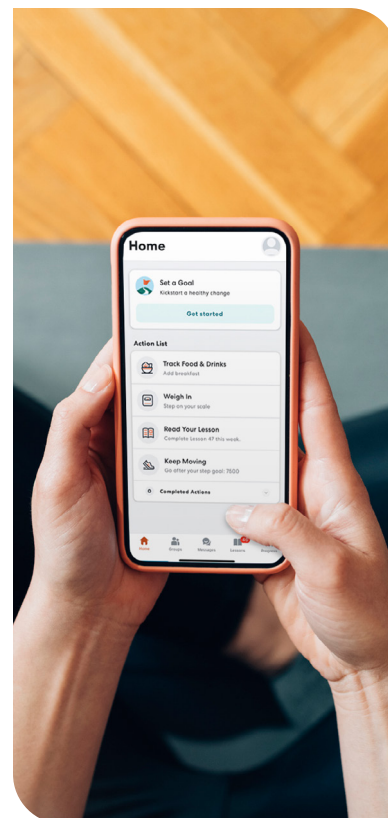 Home
Set a Goal
Kickstart a healthy change
Get started
Action List
Track Food & Drinks
Add breakfast
Weigh In
Step on your scale
Read Your Lesson
Complete Lesson 47 this week.
Keep Moving
Go after your step goal: 7500
0 Completed Actions
Home Groups Messages Lessons